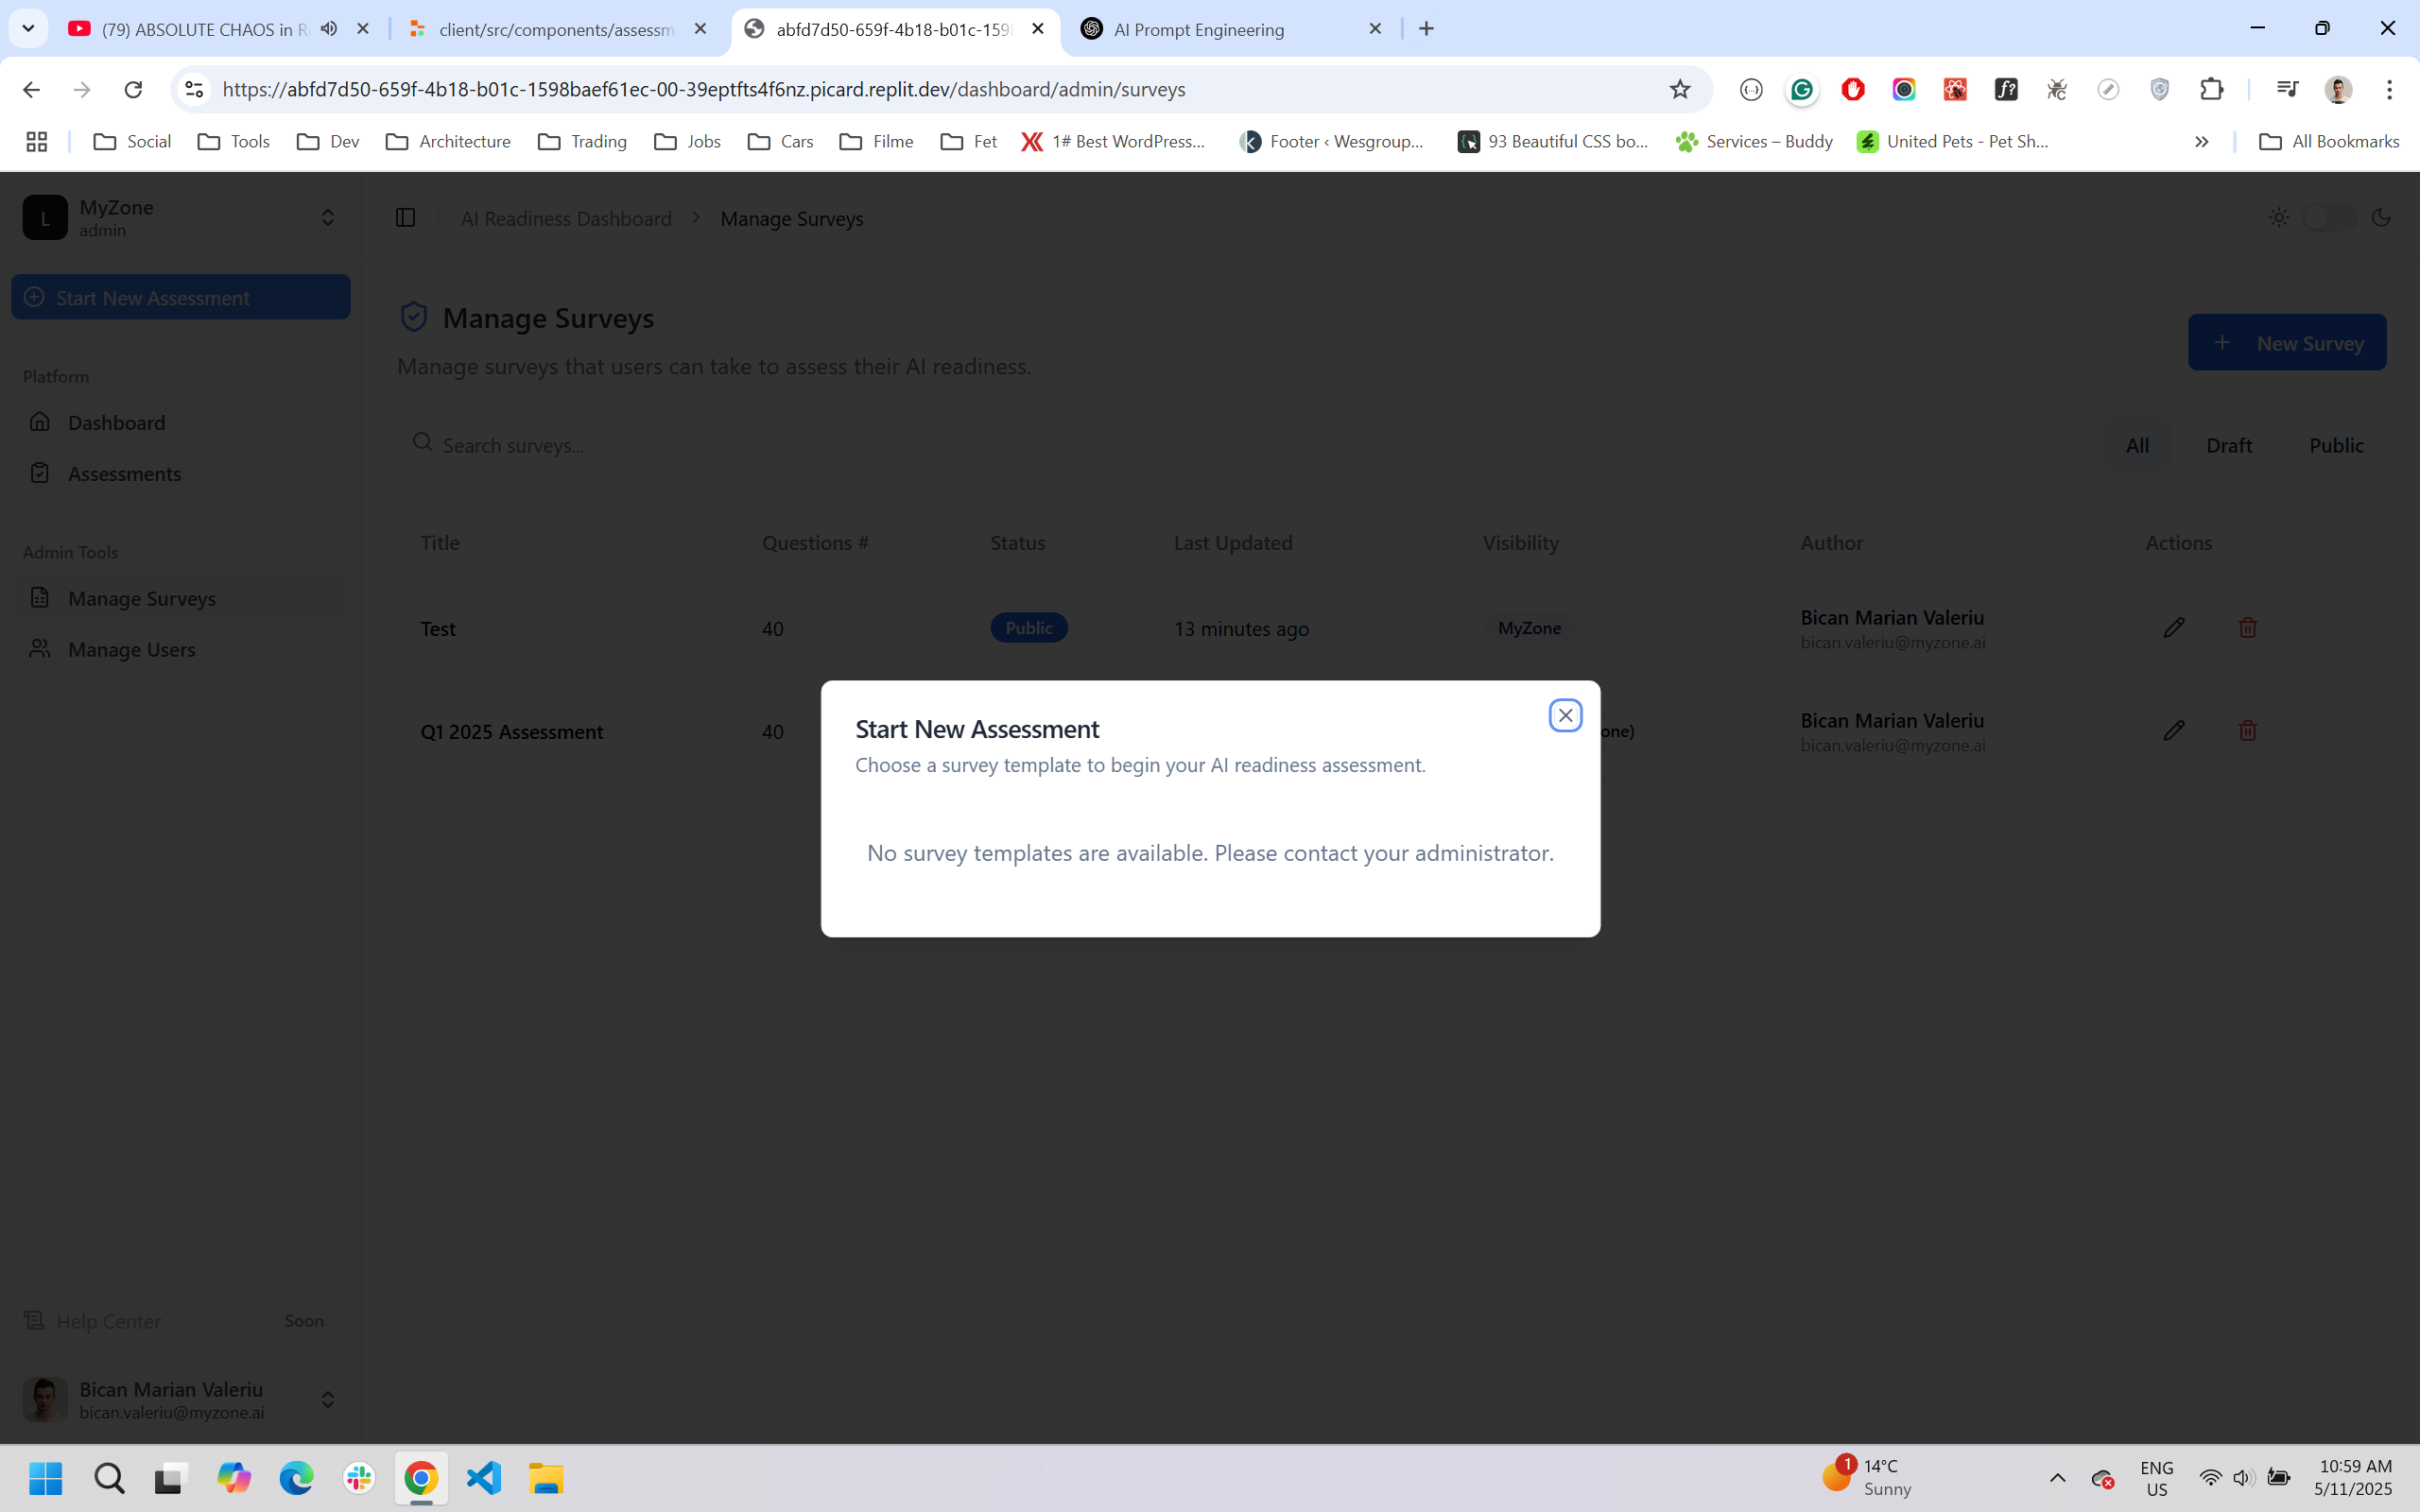 (79) ABSOLUTE CHAOS in R
client/src/components/assessm
abfd7d50-659f-4b18-b01c-159
AI Prompt Engineering
https://abfd7d50-659f-4b18-b01c-1598baef61ec-00-39eptfts4f6nz.picard.replit.dev/dashboard/admin/surveys
Social
Tools
Dev
Architecture
Trading
Jobs
Cars
Filme
Fet
1# Best WordPress...
Footer ‹ Wesgroup...
93 Beautiful CSS bo...
Services – Buddy
United Pets - Pet Sh...
All Bookmarks
L
MyZone
admin
AI Readiness Dashboard
Manage Surveys
Start New Assessment
Platform
Dashboard
Assessments
Admin Tools
Manage Surveys
Manage Users
Manage Surveys
Manage surveys that users can take to assess their AI readiness.
New Survey
Search surveys...
All
Draft
Public
Title
Questions #
Status
Last Updated
Visibility
Author
Actions
Test
40
Public
13 minutes ago
MyZone
Bican Marian Valeriu
bican.valeriu@myzone.ai
Q1 2025 Assessment
40
one)
Bican Marian Valeriu
bican.valeriu@myzone.ai
Start New Assessment
Choose a survey template to begin your AI readiness assessment.
No survey templates are available. Please contact your administrator.
Help Center
Soon
Bican Marian Valeriu
bican.valeriu@myzone.ai
1
14°C
Sunny
ENG
US
10:59 AM
5/11/2025